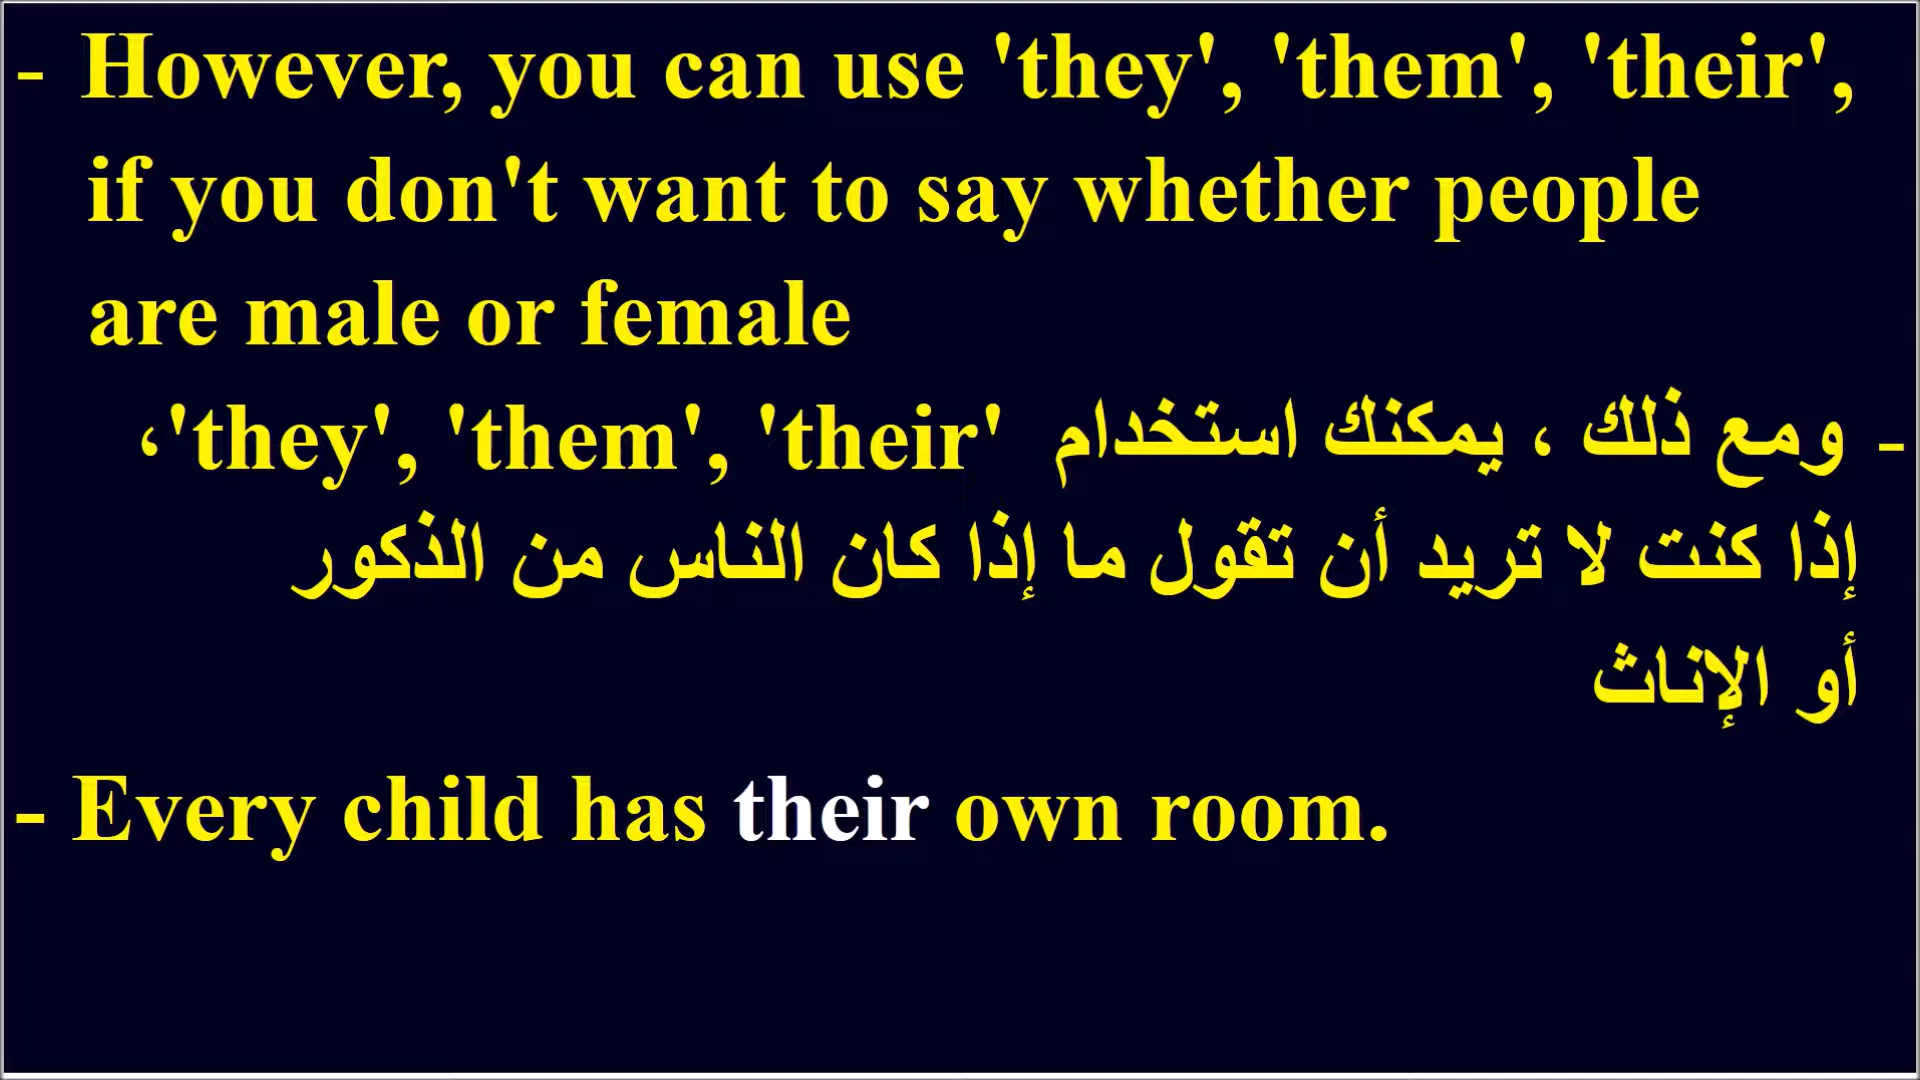 - However, you can use 'they', 'them', 'their',
if you don't want to say whether people
are male or female
- ومع ذلك ، يمكنك استخدام 'they', 'them', 'their'،
إذا كنت لا تريد أن تقول ما إذا كان الناس من الذكور
أو الإناث
- Every child has their own room.